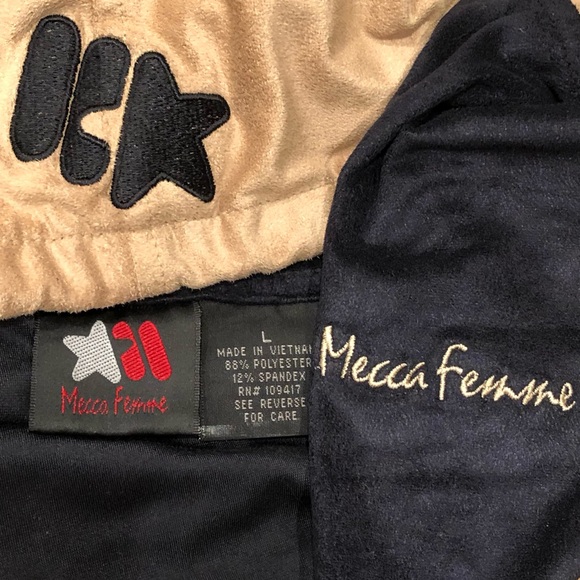 Mecca Femme
L
MADE IN VIETNAM
88% POLYESTER
12% SPANDEX
RN# 109417
SEE REVERSE
FOR CARE
Mecca Femme